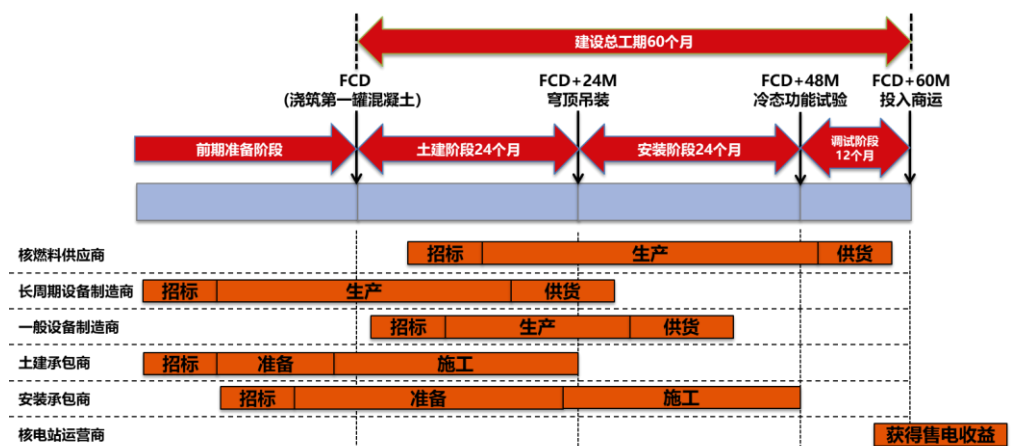 建设总工期60个月
FCD
(浇筑第一罐混凝土)
FCD+24M
穹顶吊装
FCD+48M
冷态功能试验
FCD+60M
投入商运
前期准备阶段
土建阶段24个月
安装阶段24个月
调试阶段
12个月
核燃料供应商 招标 生产 供货
长周期设备制造商 招标 生产 供货
一般设备制造商 招标 生产 供货
土建承包商 招标 准备 施工
安装承包商 招标 准备 施工
核电站运营商 获得售电收益